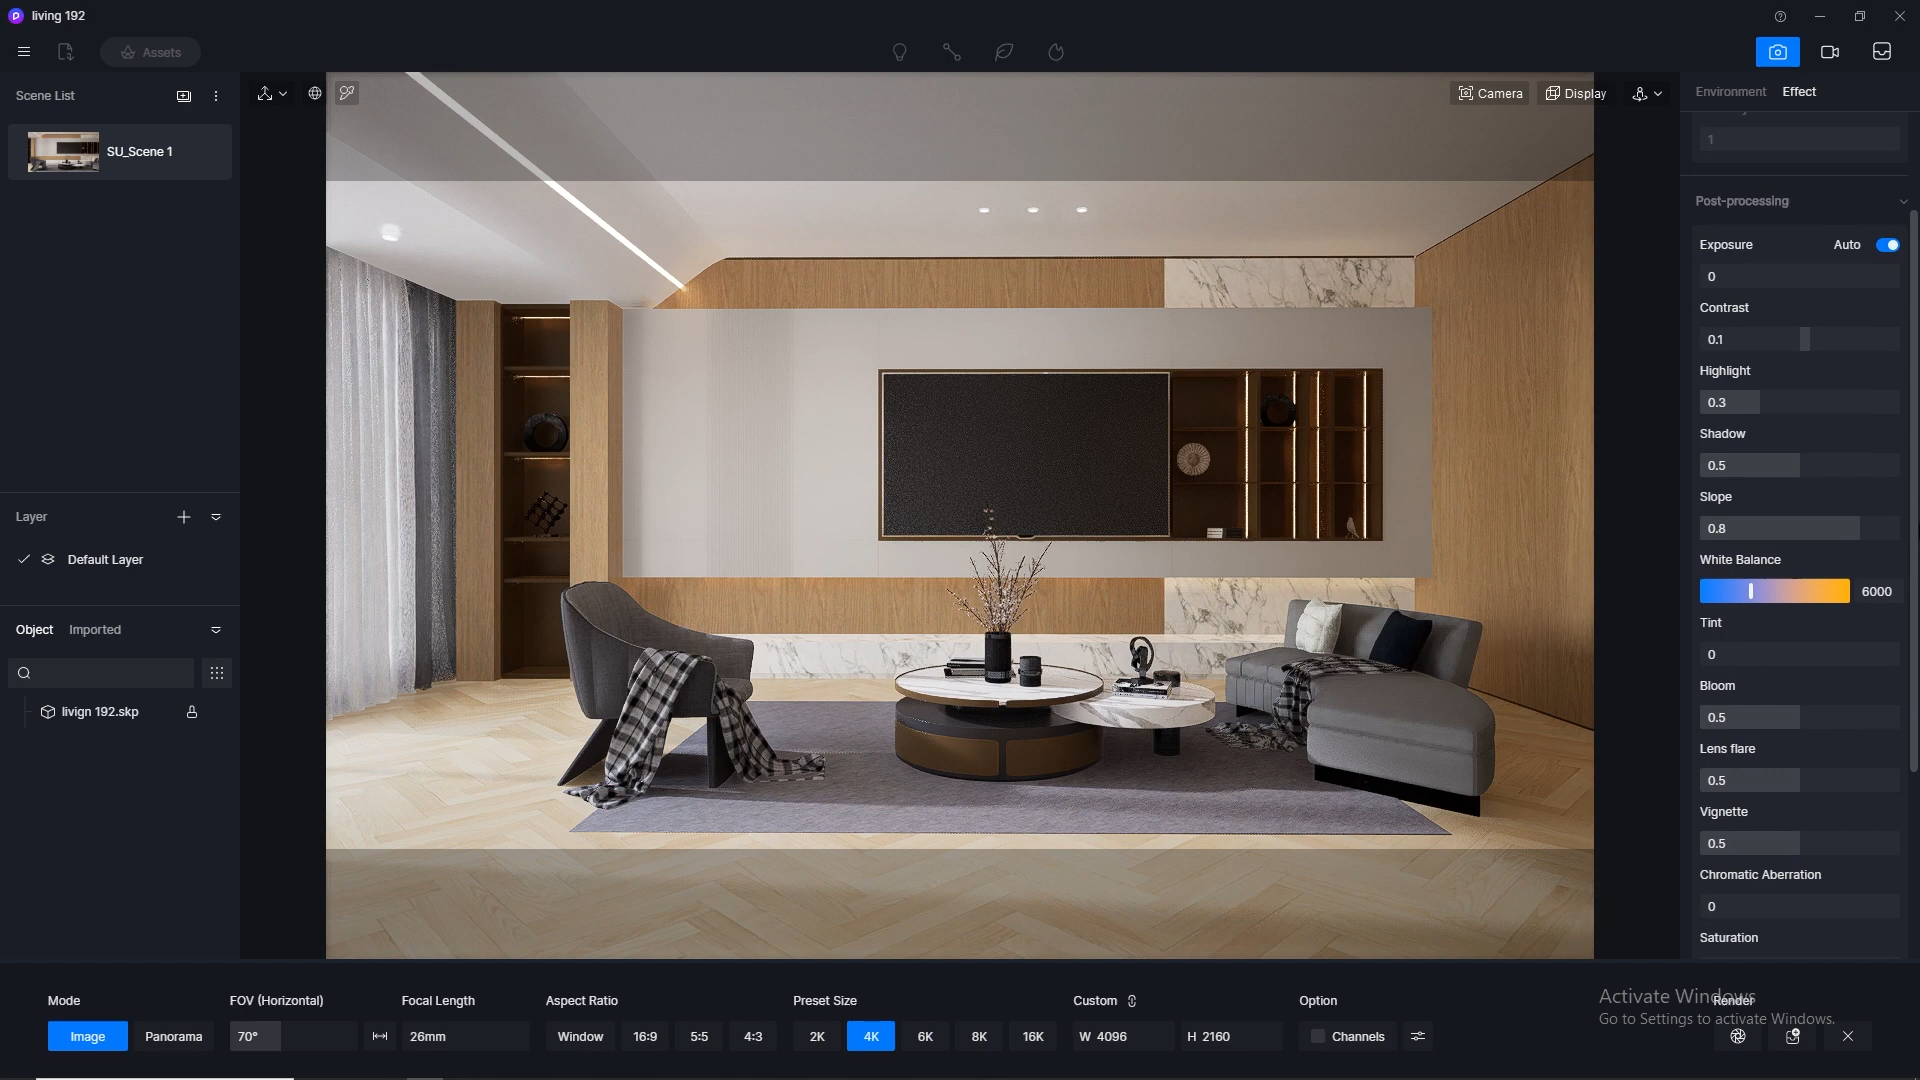 living 192
Assets
Scene List
SU_Scene 1
Camera
Display
Environment
Effect
1
Post-processing
Exposure
Auto
0
Contrast
0.1
Highlight
0.3
Shadow
0.5
Slope
0.8
White Balance
6000
Tint
0
Bloom
0.5
Lens flare
0.5
Vignette
0.5
Chromatic Aberration
0
Saturation
Layer
Default Layer
Object
Imported
livign 192.skp
Mode
Image
Panorama
FOV (Horizontal)
70°
Focal Length
26mm
Aspect Ratio
Window
16:9
5:5
4:3
Preset Size
2K
4K
6K
8K
16K
Custom
W 4096
H 2160
Option
Channels
Render
Activate Windows
Go to Settings to activate Windows.